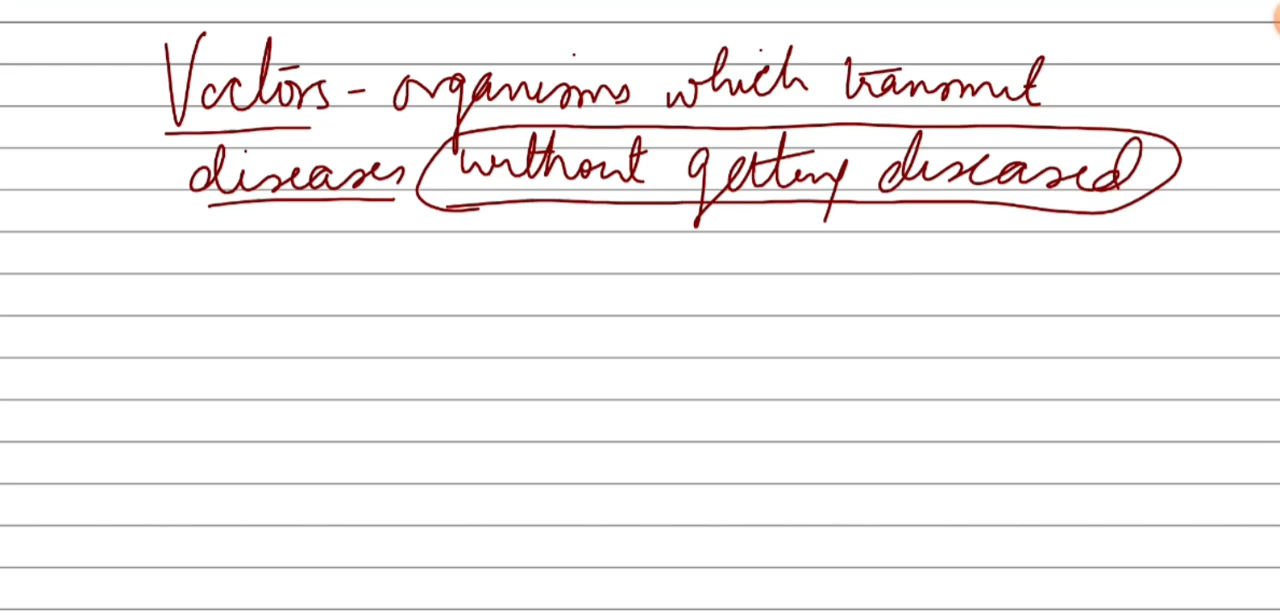 Vectors - organisms which transmit
diseases without getting diseased